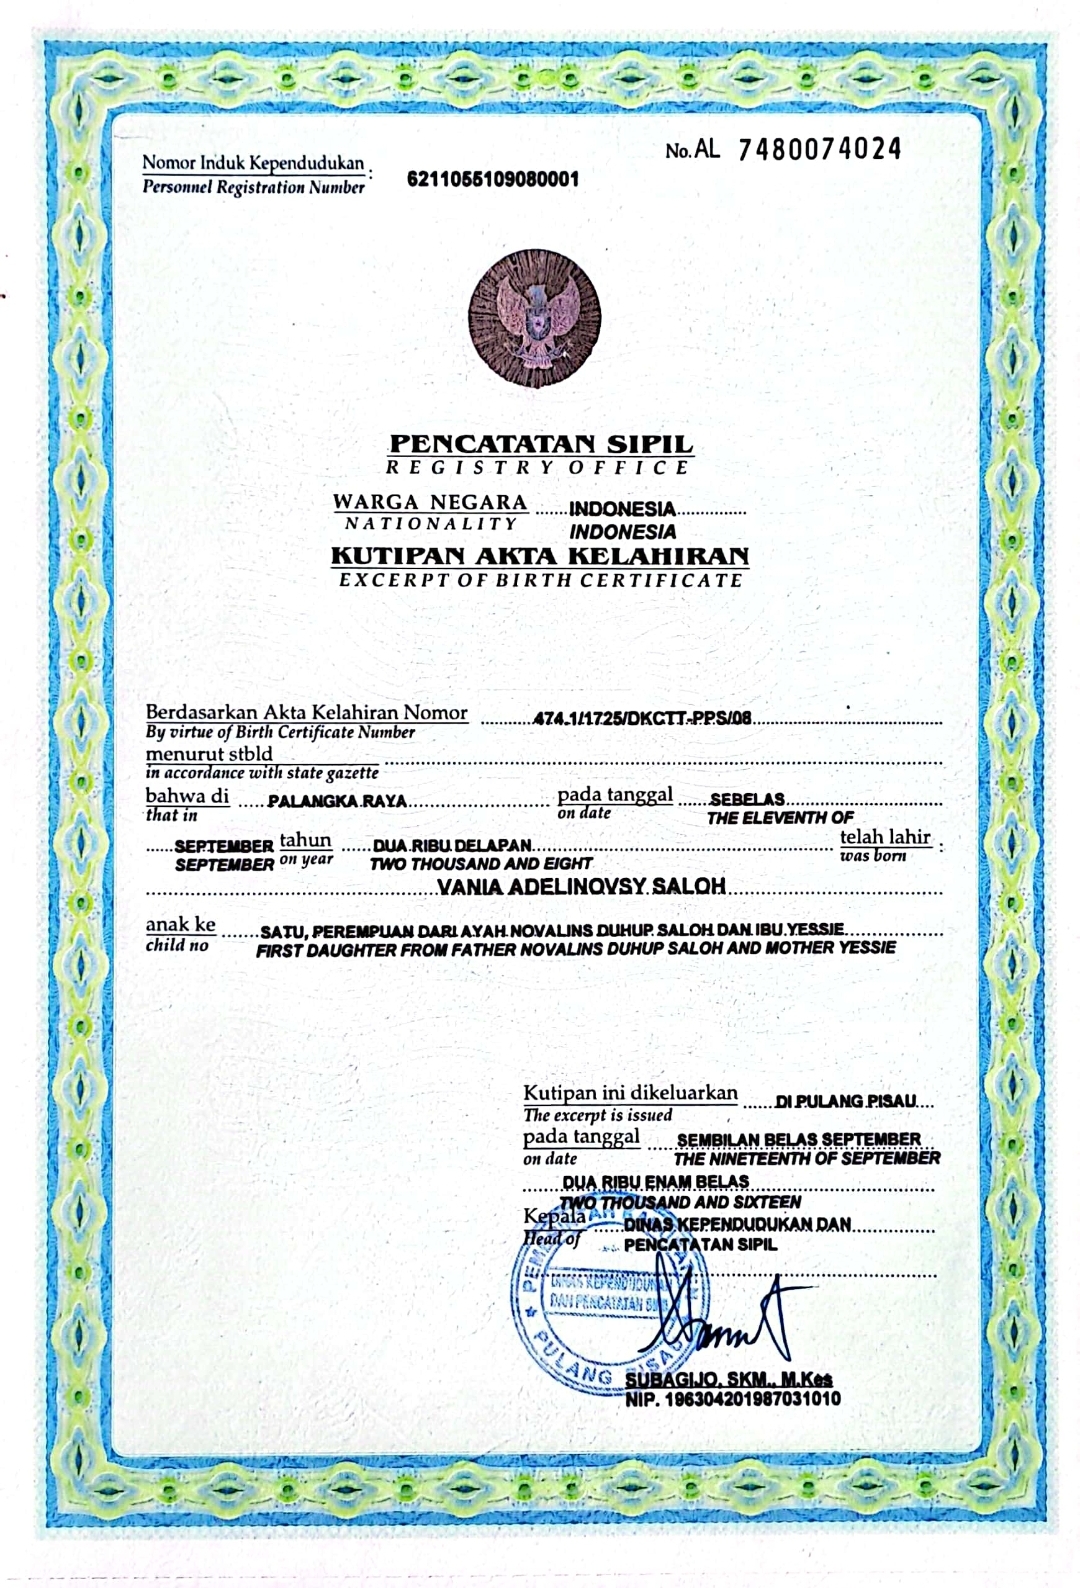 No. AL 7480074024
Nomor Induk Kependudukan : 6211055109080001
Personnel Registration Number
PENCATATAN SIPIL
REGISTRY OFFICE
WARGA NEGARA ......INDONESIA..............
NATIONALITY INDONESIA
KUTIPAN AKTA KELAHIRAN
EXCERPT OF BIRTH CERTIFICATE
Berdasarkan Akta Kelahiran Nomor ..........474.1/1725/DKCTT-PPS/08..........
By virtue of Birth Certificate Number
menurut stbld ..........
in accordance with state gazette
bahwa di .....PALANGKA RAYA.......... pada tanggal ......SEBELAS..........
that in on date THE ELEVENTH OF
......SEPTEMBER tahun ......DUA RIBU DELAPAN.......... telah lahir :
SEPTEMBER on year TWO THOUSAND AND EIGHT was born
..........VANIA ADELINOVSY SALOH..........
anak ke .......SATU, PEREMPUAN DARI AYAH NOVALINS DUHUP SALOH DAN IBU YESSIE..........
child no FIRST DAUGHTER FROM FATHER NOVALINS DUHUP SALOH AND MOTHER YESSIE
Kutipan ini dikeluarkan ......DI PULANG PISAU....
The excerpt is issued
pada tanggal ......SEMBILAN BELAS SEPTEMBER
on date THE NINETEENTH OF SEPTEMBER
.......DUA RIBU ENAM BELAS..........
TWO THOUSAND AND SIXTEEN
Kepala ......DINAS KEPENDUDUKAN DAN..........
Head of PENCATATAN SIPIL
DINAS KEPENDUDUKAN
DAN PENCATATAN SIPIL
PULANG PISAU
SUBAGIJO, SKM., M.Kes
NIP. 196304201987031010